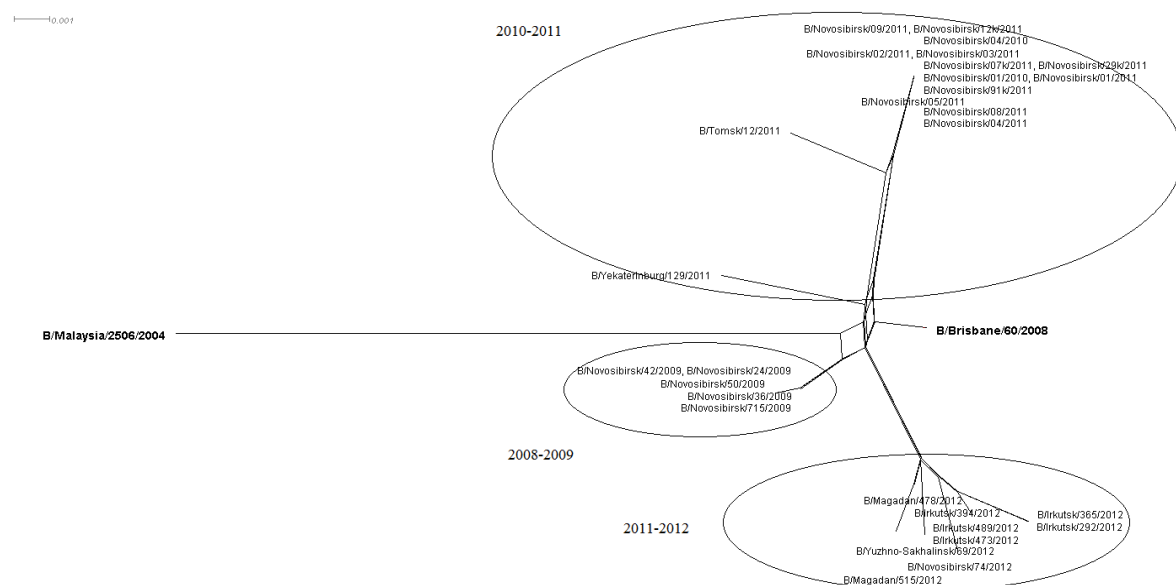 0.001
2010-2011
B/Novosibirsk/09/2011, B/Novosibirsk/12k/2011
B/Novosibirsk/04/2010
B/Novosibirsk/02/2011, B/Novosibirsk/03/2011
B/Novosibirsk/07k/2011, B/Novosibirsk/29k/2011
B/Novosibirsk/01/2010, B/Novosibirsk/01/2011
B/Novosibirsk/91k/2011
B/Novosibirsk/05/2011
B/Novosibirsk/08/2011
B/Novosibirsk/04/2011
B/Tomsk/12/2011
B/Yekaterinburg/129/2011
B/Malaysia/2506/2004
B/Brisbane/60/2008
B/Novosibirsk/42/2009, B/Novosibirsk/24/2009
B/Novosibirsk/50/2009
B/Novosibirsk/36/2009
B/Novosibirsk/715/2009
2008-2009
2011-2012
B/Magadan/478/2012
B/Irkutsk/394/2012
B/Irkutsk/365/2012
B/Irkutsk/292/2012
B/Irkutsk/489/2012
B/Irkutsk/473/2012
B/Yuzhno-Sakhalinsk/69/2012
B/Novosibirsk/74/2012
B/Magadan/515/2012